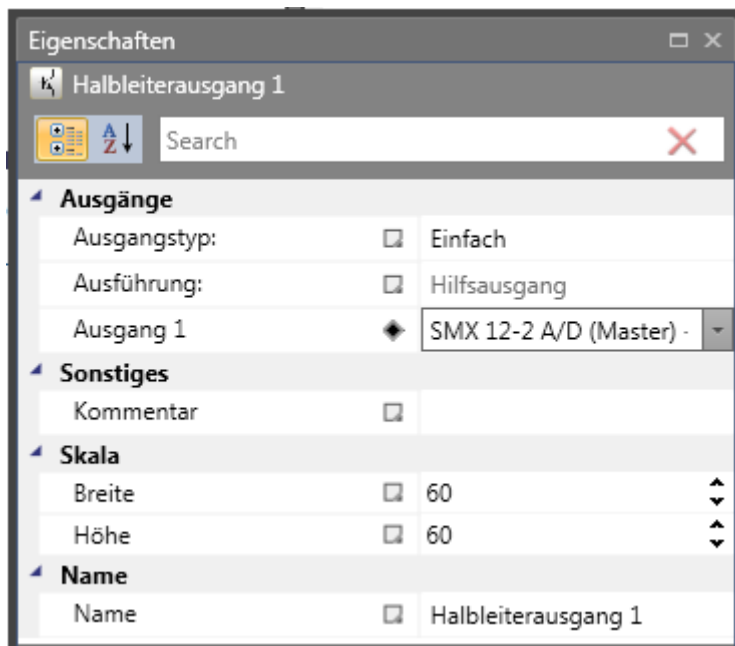 Eigenschaften
Halbleiterausgang 1
A
Z
Search
Ausgänge
Ausgangstyp: Einfach
Ausführung: Hilfsausgang
Ausgang 1 SMX 12-2 A/D (Master) -
Sonstiges
Kommentar
Skala
Breite 60
Höhe 60
Name
Name Halbleiterausgang 1